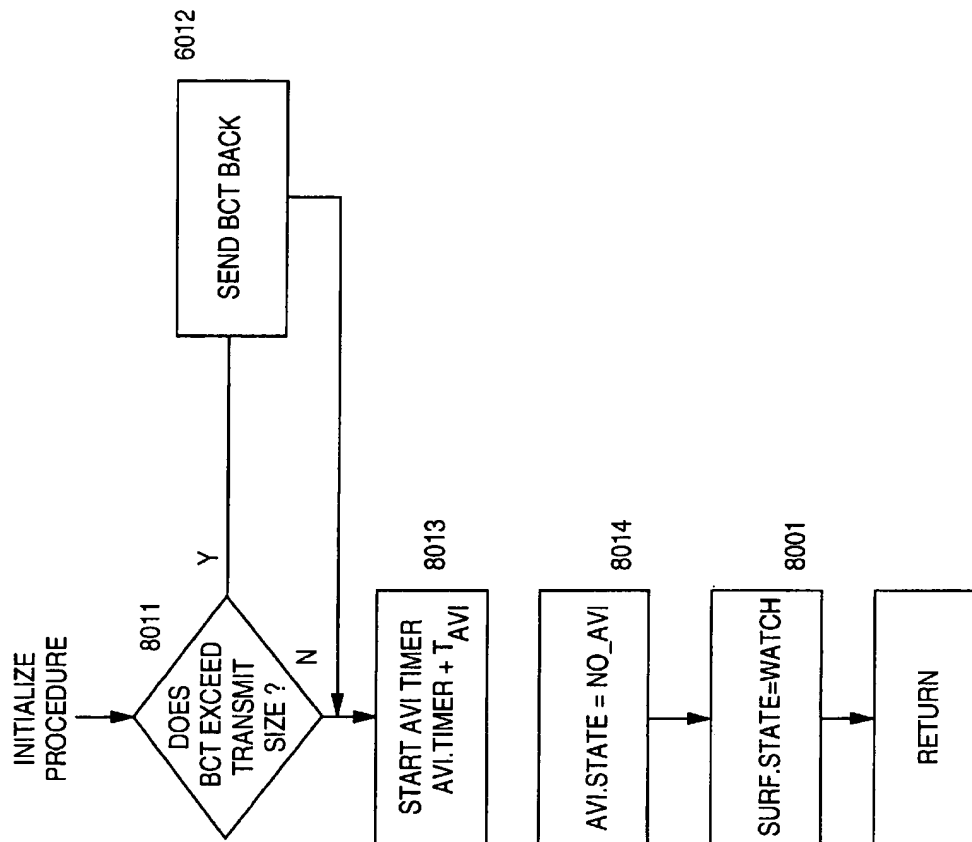 INITIALIZE
PROCEDURE
8011
DOES
BCT EXCEED
TRANSMIT
SIZE ?
Y
N
6012
SEND BCT BACK
8013
START AVI TIMER
AVI.TIMER + TAVI
8014
AVI.STATE = NO_AVI
8001
SURF.STATE=WATCH
RETURN